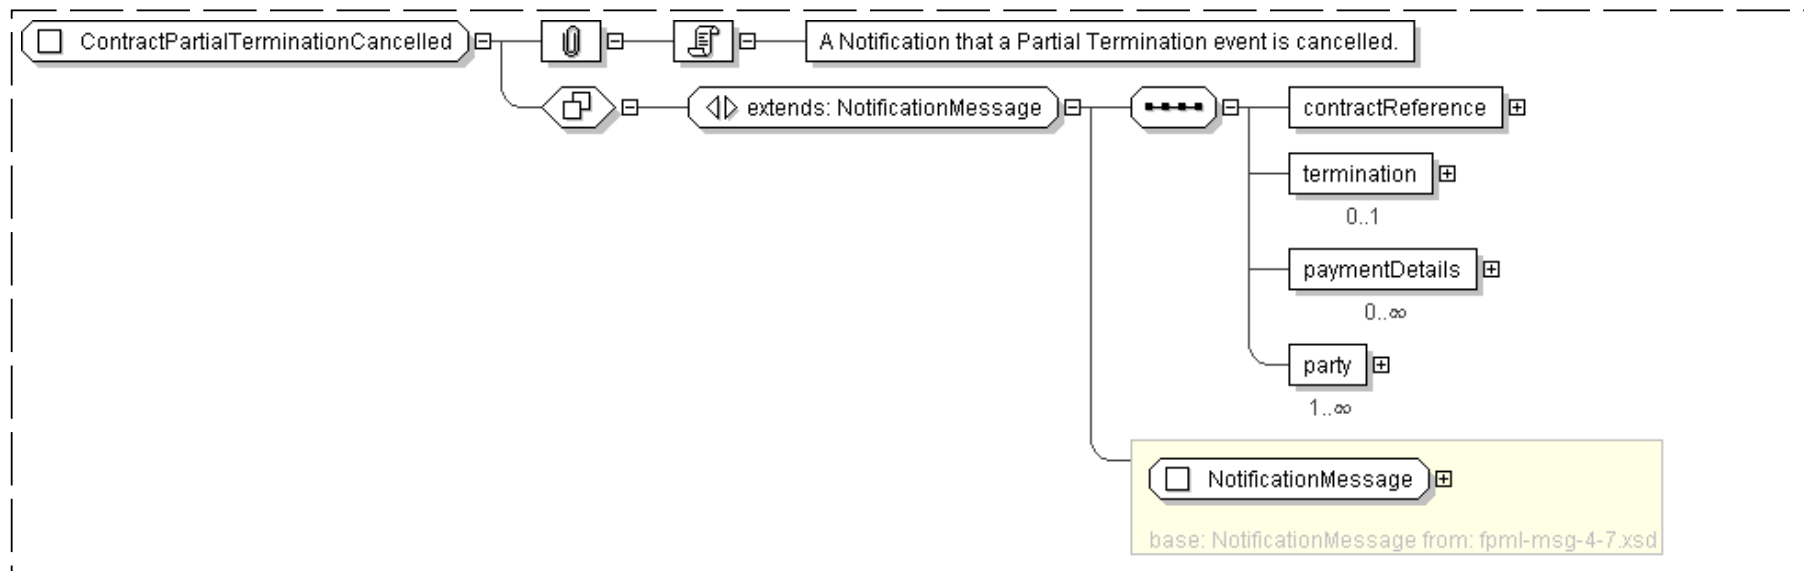 ContractPartialTerminationCancelled
A Notification that a Partial Termination event is cancelled.
extends: NotificationMessage
contractReference
termination
0..1
paymentDetails
0..∞
party
1..∞
NotificationMessage
base: NotificationMessage from: fpml-msg-4-7.xsd